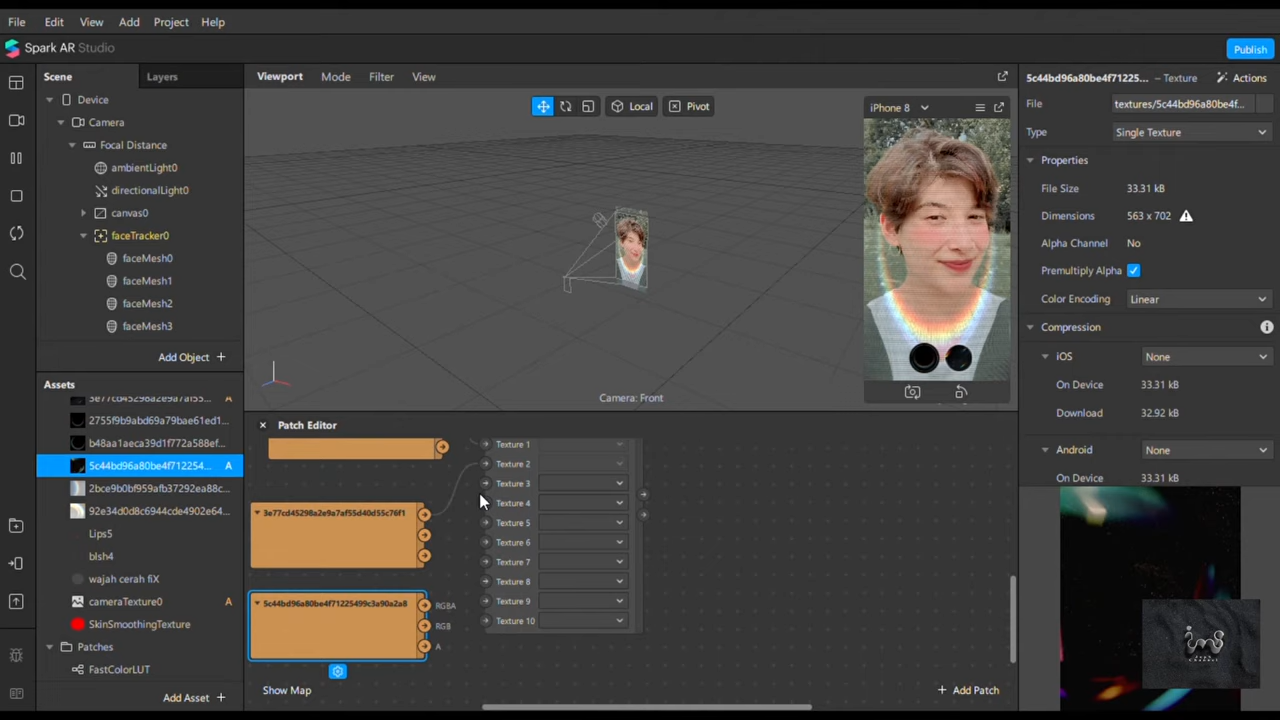 File Edit View Add Project Help
Spark AR Studio
Publish
Scene Layers
Viewport Mode Filter View
5c44bd96a80be4f71225... – Texture Actions
Device
Camera
Focal Distance
ambientLight0
directionalLight0
canvas0
faceTracker0
faceMesh0
faceMesh1
faceMesh2
faceMesh3
Add Object +
Local
Pivot
Camera: Front
iPhone 8
File textures/5c44bd96a80be4f...
Type Single Texture
Properties
File Size 33.31 kB
Dimensions 563 x 702
Alpha Channel No
Premultiply Alpha
Color Encoding Linear
Compression
iOS None
On Device 33.31 kB
Download 32.92 kB
Android None
On Device 33.31 kB
Assets
3e77cd45298a2e9a7af55... A
2755f9b9abd69a79bae61ed1...
b48aa1aeca39d1f772a588ef...
5c44bd96a80be4f712254... A
2bce9b0bf959afb37292ea88c...
92e34d0d8c6944cde4902e64...
Lips5
blsh4
wajah cerah fiX
cameraTexture0 A
SkinSmoothingTexture
Patches
FastColorLUT
Add Asset +
Patch Editor
3e77cd45298a2e9a7af55d40d55c76f1
5c44bd96a80be4f71225499c3a90a2a8
RGBA
RGB
A
Texture 1
Texture 2
Texture 3
Texture 4
Texture 5
Texture 6
Texture 7
Texture 8
Texture 9
Texture 10
Show Map
+ Add Patch